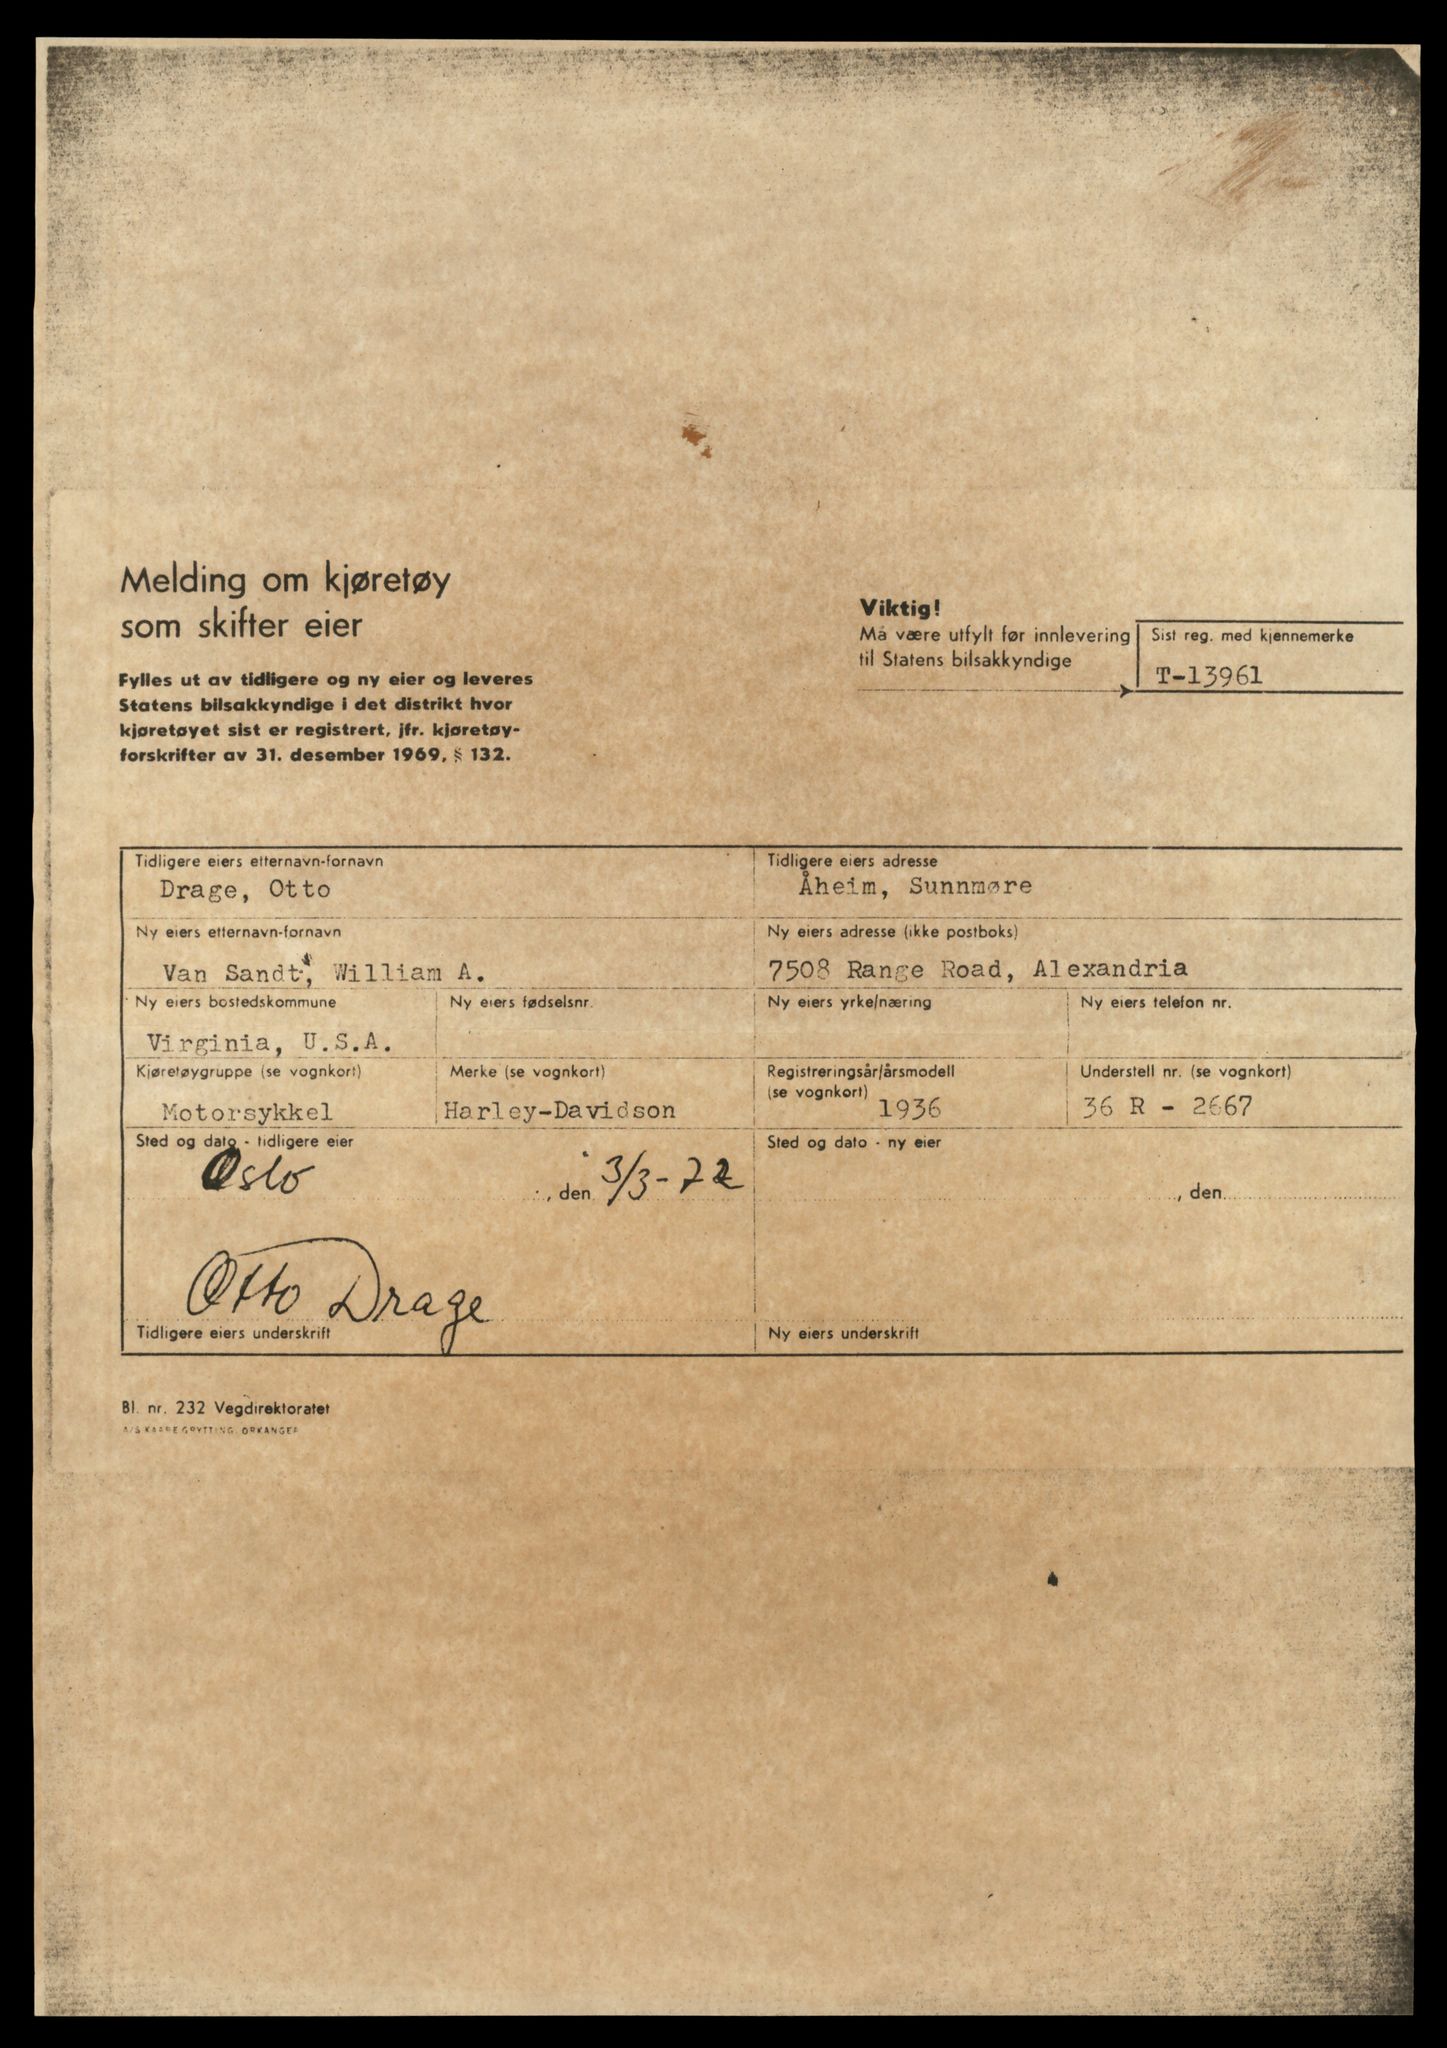 Melding om kjøretøy
som skifter eier
Fylles ut av tidligere og ny eier og leveres
Statens bilsakkyndige i det distrikt hvor
kjøretøyet sist er registrert, jfr. kjøretøy-
forskrifter av 31. desember 1969, § 132.
Viktig!
Må være utfylt før innlevering
til Statens bilsakkyndige
Sist reg. med kjennemerke
T-13961
Tidligere eiers etternavn-fornavn
Drage, Otto
Tidligere eiers adresse
Åheim, Sunnmøre
Ny eiers etternavn-fornavn
Van Sandt, William A.
Ny eiers adresse (ikke postboks)
7508 Range Road, Alexandria
Ny eiers bostedskommune
Virginia, U.S.A.
Ny eiers fødselsnr.
Ny eiers yrke/næring
Ny eiers telefon nr.
Kjøretøygruppe (se vognkort)
Motorsykkel
Merke (se vognkort)
Harley-Davidson
Registreringsår/årsmodell
(se vognkort) 1936
Understell nr. (se vognkort)
36 R - 2667
Sted og dato - tidligere eier
Oslo , den 3/3-72
Sted og dato - ny eier
, den
Otto Drage
Tidligere eiers underskrift
Ny eiers underskrift
Bl. nr. 232 Vegdirektoratet
A/S KAARE GRYTTING, ORKANGER